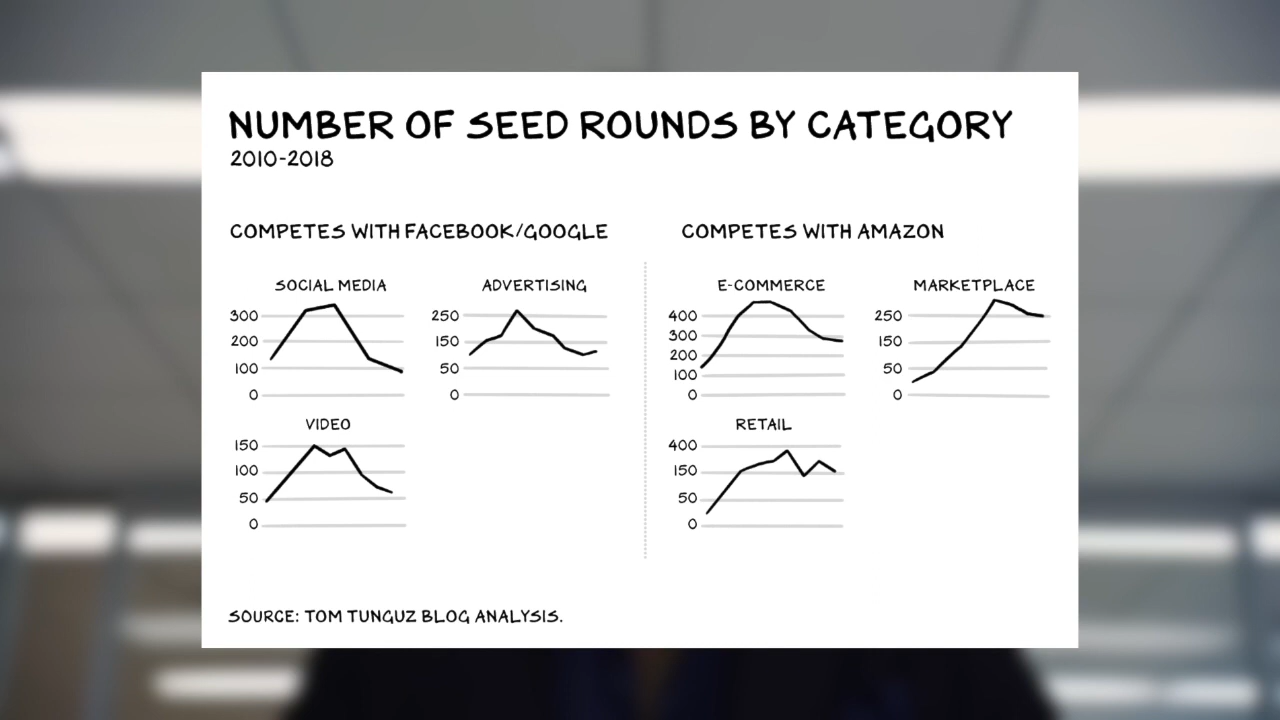 NUMBER OF SEED ROUNDS BY CATEGORY
2010-2018
COMPETES WITH FACEBOOK/GOOGLE
SOCIAL MEDIA
300
200
100
0
ADVERTISING
250
150
50
0
VIDEO
150
100
50
0
COMPETES WITH AMAZON
E-COMMERCE
400
300
200
100
0
MARKETPLACE
250
150
50
0
RETAIL
400
150
50
0
SOURCE: TOM TUNGUZ BLOG ANALYSIS.